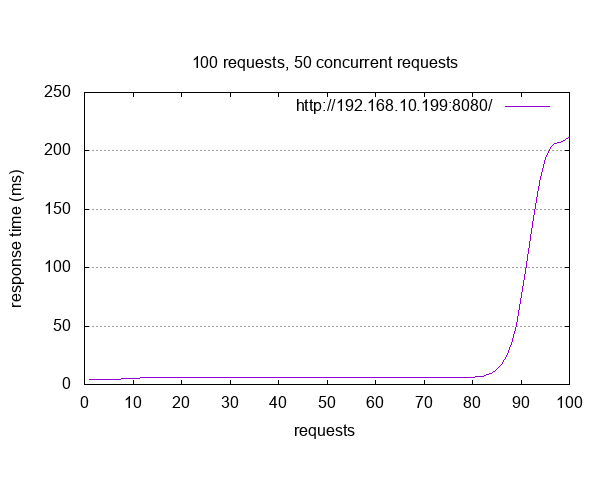 100 requests, 50 concurrent requests
http://192.168.10.199:8080/
250
200
150
100
50
0
response time (ms)
0 10 20 30 40 50 60 70 80 90 100
requests